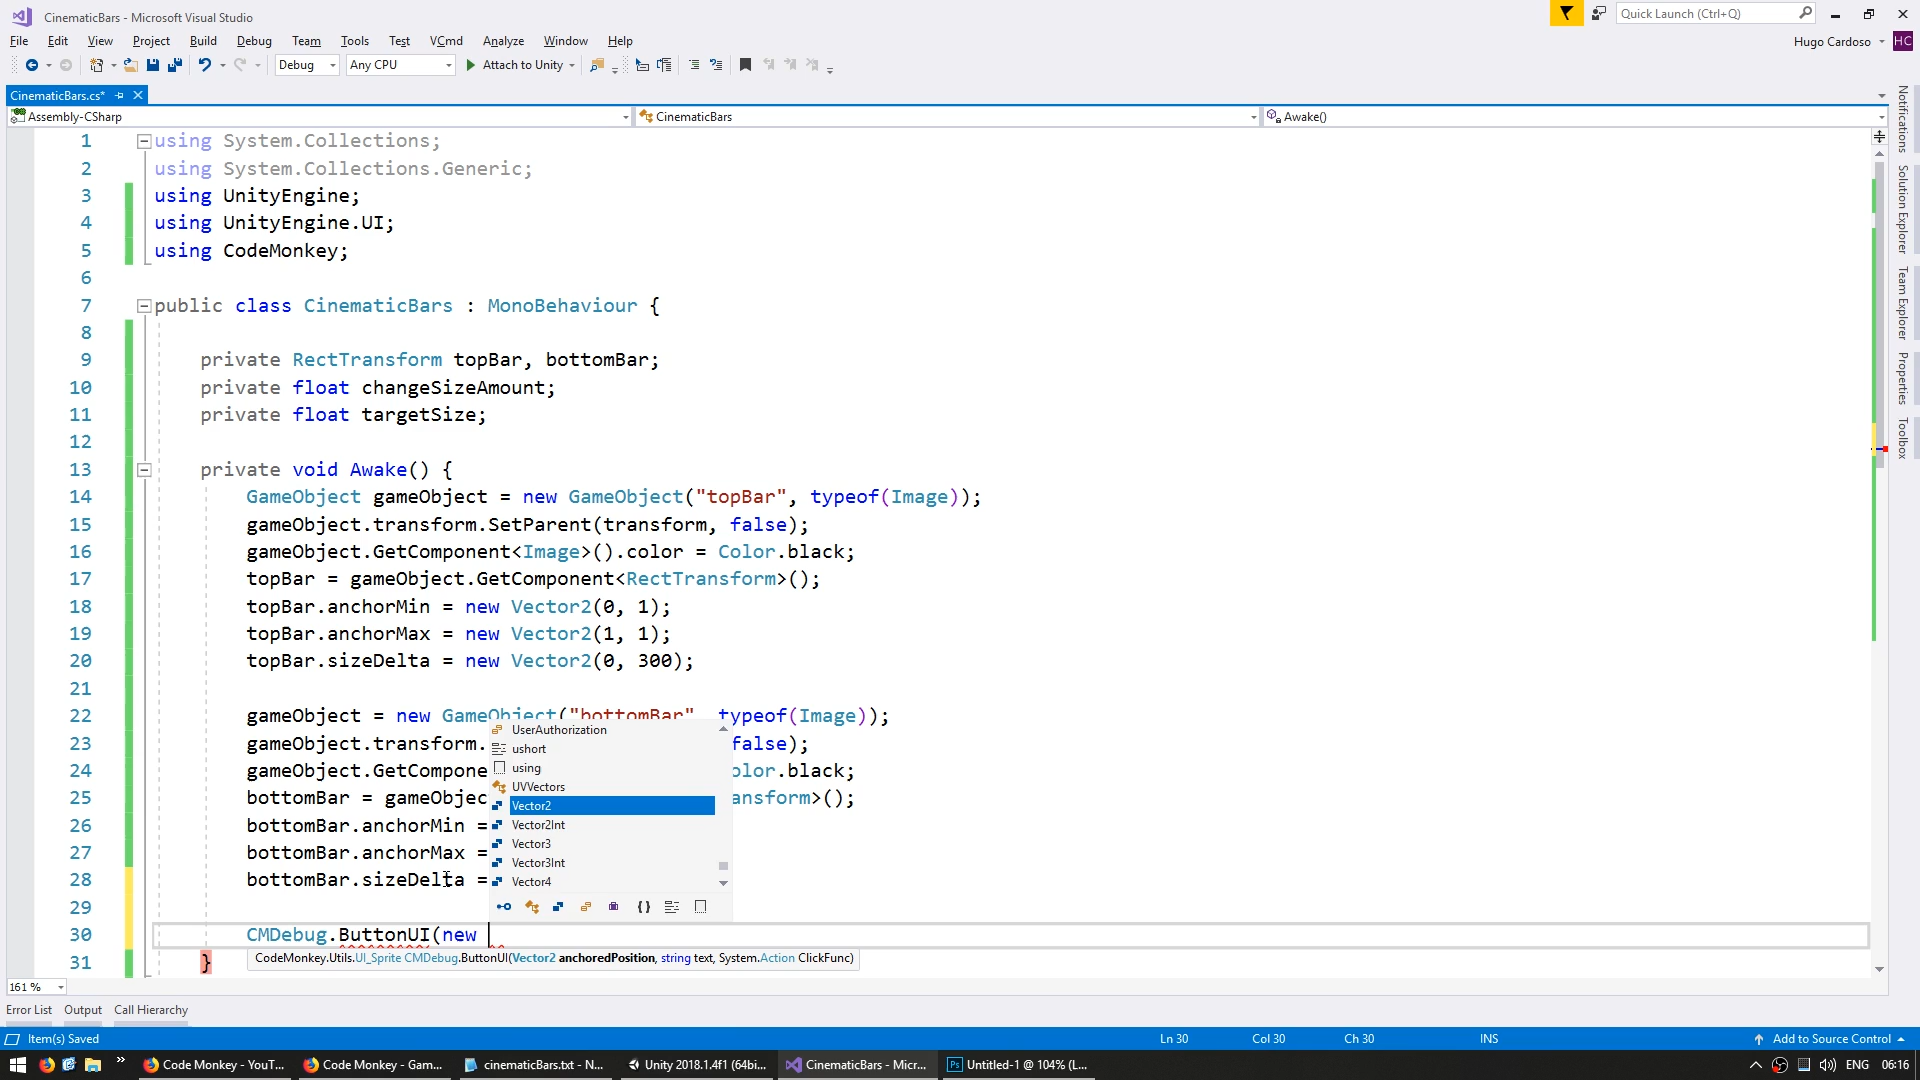 CinematicBars - Microsoft Visual Studio
Quick Launch (Ctrl+Q)
File Edit View Project Build Debug Team Tools Test VCmd Analyze Window Help
Hugo Cardoso HC
Debug Any CPU Attach to Unity
CinematicBars.cs*
Assembly-CSharp CinematicBars Awake()
1 using System.Collections;
2 using System.Collections.Generic;
3 using UnityEngine;
4 using UnityEngine.UI;
5 using CodeMonkey;
6
7 public class CinematicBars : MonoBehaviour {
8
9 private RectTransform topBar, bottomBar;
10 private float changeSizeAmount;
11 private float targetSize;
12
13 private void Awake() {
14 GameObject gameObject = new GameObject("topBar", typeof(Image));
15 gameObject.transform.SetParent(transform, false);
16 gameObject.GetComponent<Image>().color = Color.black;
17 topBar = gameObject.GetComponent<RectTransform>();
18 topBar.anchorMin = new Vector2(0, 1);
19 topBar.anchorMax = new Vector2(1, 1);
20 topBar.sizeDelta = new Vector2(0, 300);
21
22 gameObject = new GameObject("bottomBar", typeof(Image));
23 gameObject.transform. false);
24 gameObject.GetCompone olor.black;
25 bottomBar = gameObjec ansform>();
26 bottomBar.anchorMin =
27 bottomBar.anchorMax =
28 bottomBar.sizeDelta =
29
30 CMDebug.ButtonUI(new
31 }
UserAuthorization
ushort
using
UVVectors
Vector2
Vector2Int
Vector3
Vector3Int
Vector4
CodeMonkey.Utils.UI_Sprite CMDebug.ButtonUI(Vector2 anchoredPosition, string text, System.Action ClickFunc)
Notifications
Solution Explorer
Team Explorer
Properties
Toolbox
161 %
Error List Output Call Hierarchy
Item(s) Saved Ln 30 Col 30 Ch 30 INS Add to Source Control
Code Monkey - YouT... Code Monkey - Gam... cinematicBars.txt - N... Unity 2018.1.4f1 (64bi... CinematicBars - Micr... Ps Untitled-1 @ 104% (L... ENG 06:16